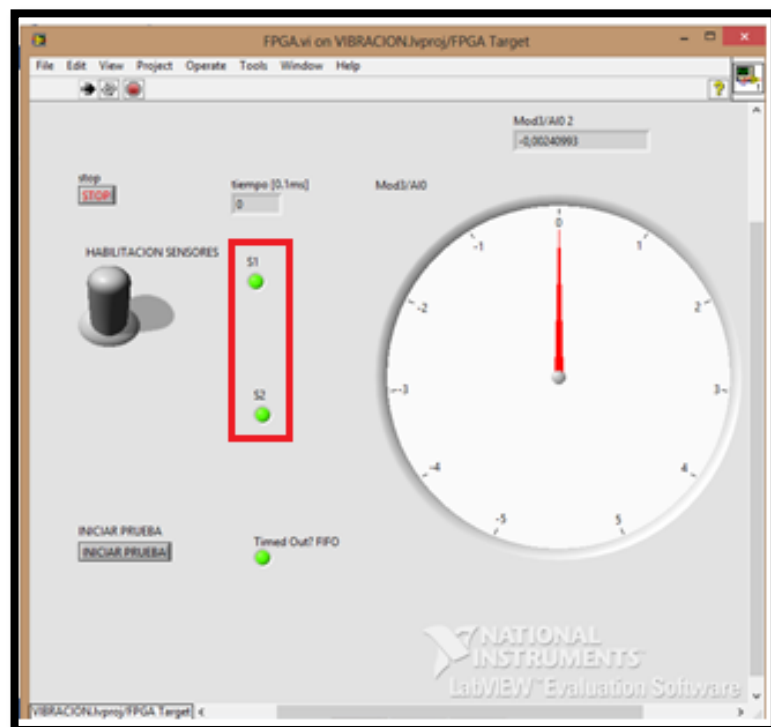 FPGA.vi on VIBRACION.lvproj/FPGA Target
File Edit View Project Operate Tools Window Help
Mod3/AI0 2
-0,00240993
stop
STOP
tiempo [0.1ms]
0
Mod3/AI0
HABILITACION SENSORES
S1
S2
0
-1 1
-2 2
-3 3
-4 4
-5 5
INICIAR PRUEBA
INICIAR PRUEBA
Timed Out? FIFO
NATIONAL
INSTRUMENTS
LabVIEW Evaluation Software
VIBRACION.lvproj/FPGA Target